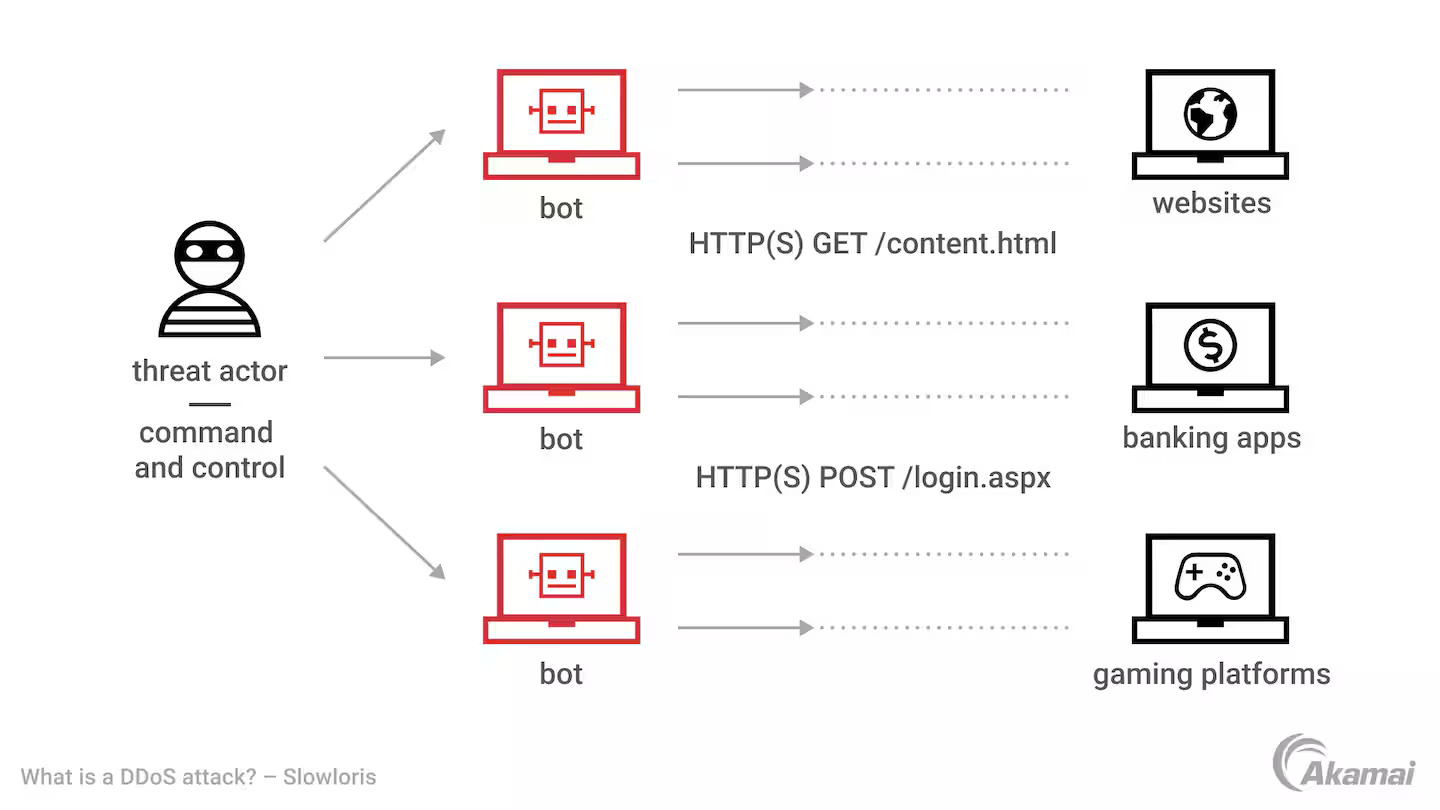 bot
websites
HTTP(S) GET /content.html
threat actor
command
and control
bot
banking apps
HTTP(S) POST /login.aspx
bot
gaming platforms
What is a DDoS attack? – Slowloris
Akamai